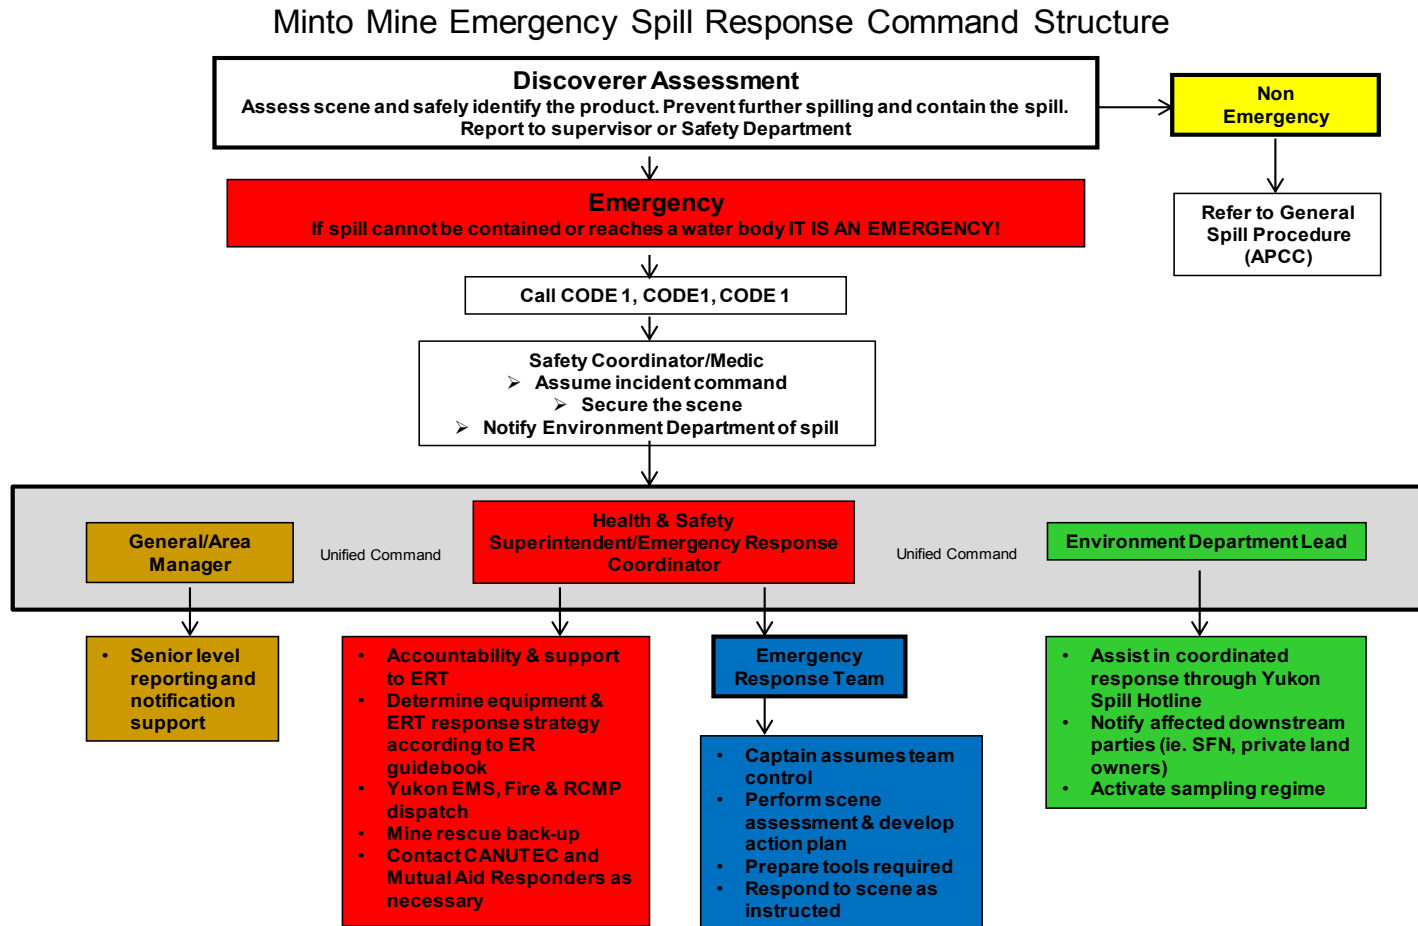 Minto Mine Emergency Spill Response Command Structure
Discoverer Assessment
Assess scene and safely identify the product. Prevent further spilling and contain the spill.
Report to supervisor or Safety Department
Non
Emergency
Emergency
If spill cannot be contained or reaches a water body IT IS AN EMERGENCY!
Refer to General
Spill Procedure
(APCC)
Call CODE 1, CODE1, CODE 1
Safety Coordinator/Medic
➢ Assume incident command
➢ Secure the scene
➢ Notify Environment Department of spill
General/Area
Manager
Unified Command
Health & Safety
Superintendent/Emergency Response
Coordinator
Unified Command
Environment Department Lead
• Senior level
reporting and
notification
support
• Accountability & support
to ERT
• Determine equipment &
ERT response strategy
according to ER
guidebook
• Yukon EMS, Fire & RCMP
dispatch
• Mine rescue back-up
• Contact CANUTEC and
Mutual Aid Responders as
necessary
Emergency
Response Team
• Captain assumes team
control
• Perform scene
assessment & develop
action plan
• Prepare tools required
• Respond to scene as
instructed
• Assist in coordinated
response through Yukon
Spill Hotline
• Notify affected downstream
parties (ie. SFN, private land
owners)
• Activate sampling regime